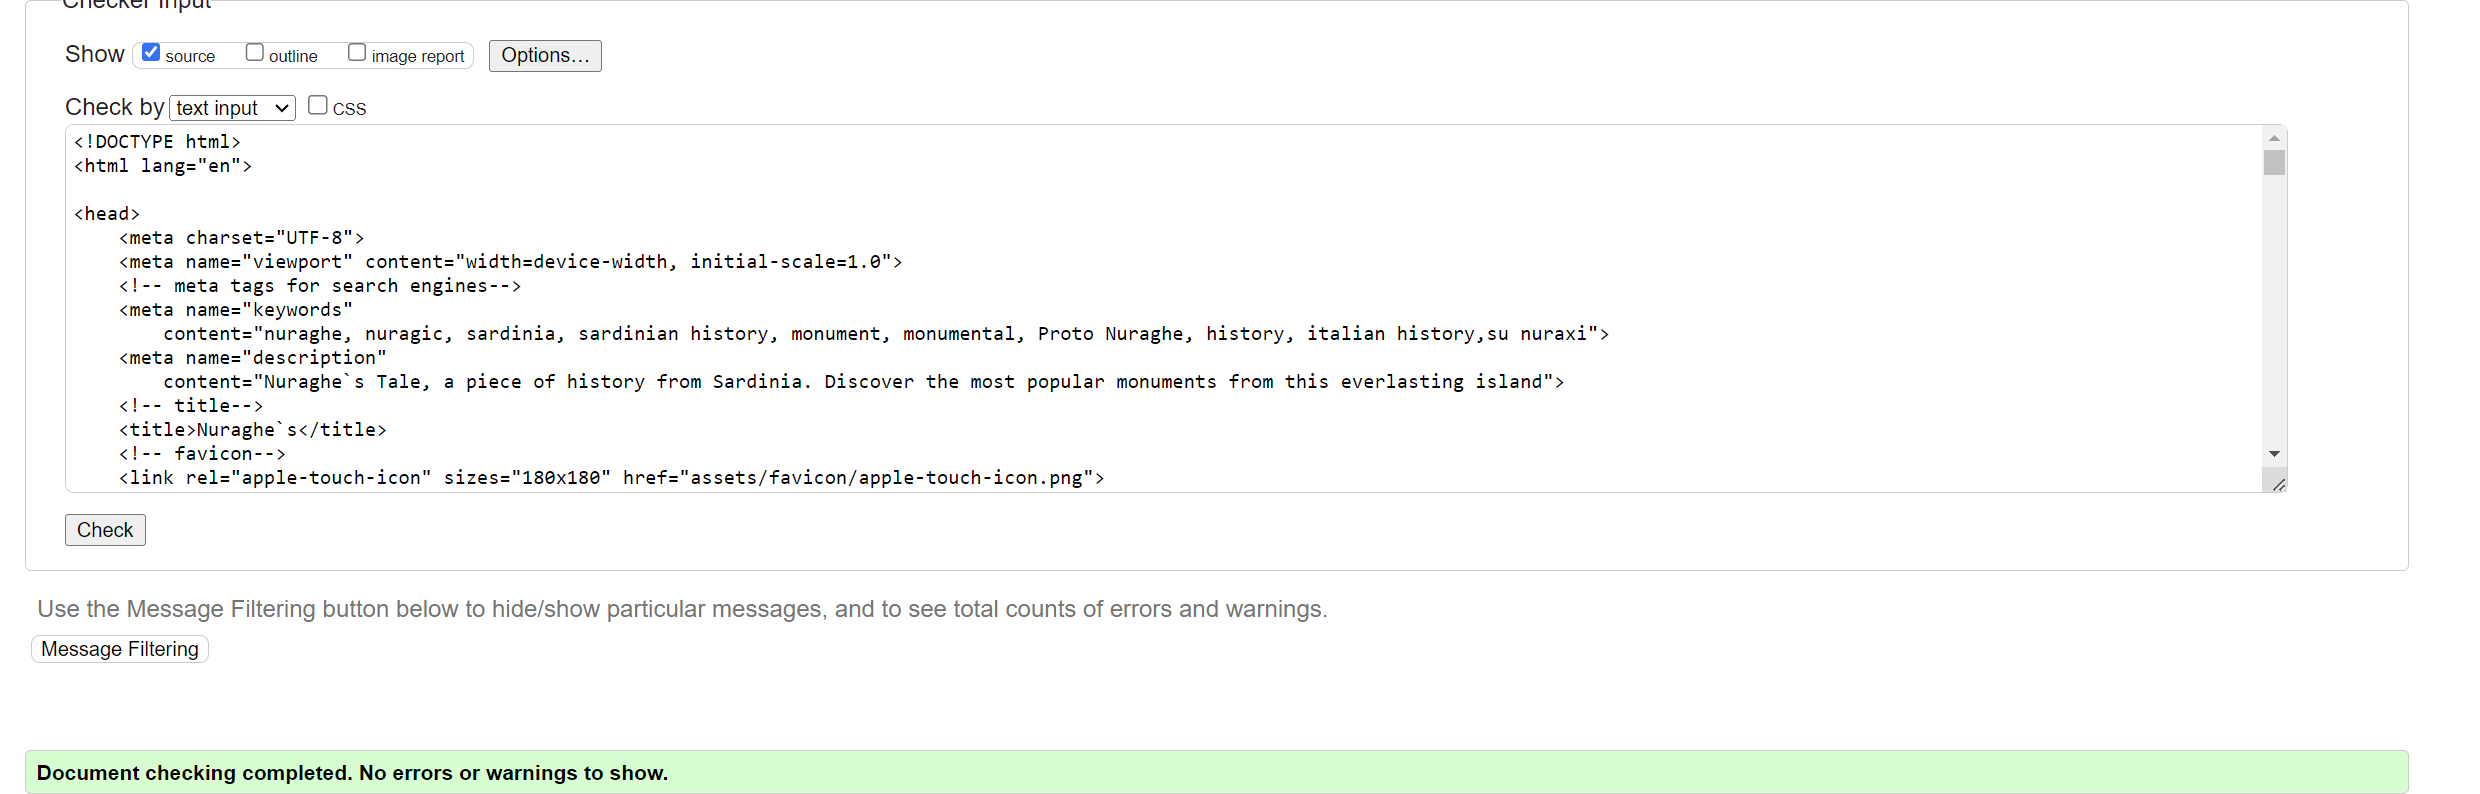 Checker Input
Show source outline image report Options...
Check by text input CSS
<!DOCTYPE html>
<html lang="en">
<head>
<meta charset="UTF-8">
<meta name="viewport" content="width=device-width, initial-scale=1.0">
<!-- meta tags for search engines-->
<meta name="keywords"
content="nuraghe, nuragic, sardinia, sardinian history, monument, monumental, Proto Nuraghe, history, italian history,su nuraxi">
<meta name="description"
content="Nuraghe`s Tale, a piece of history from Sardinia. Discover the most popular monuments from this everlasting island">
<!-- title-->
<title>Nuraghe`s</title>
<!-- favicon-->
<link rel="apple-touch-icon" sizes="180x180" href="assets/favicon/apple-touch-icon.png">
Check
Use the Message Filtering button below to hide/show particular messages, and to see total counts of errors and warnings.
Message Filtering
Document checking completed. No errors or warnings to show.